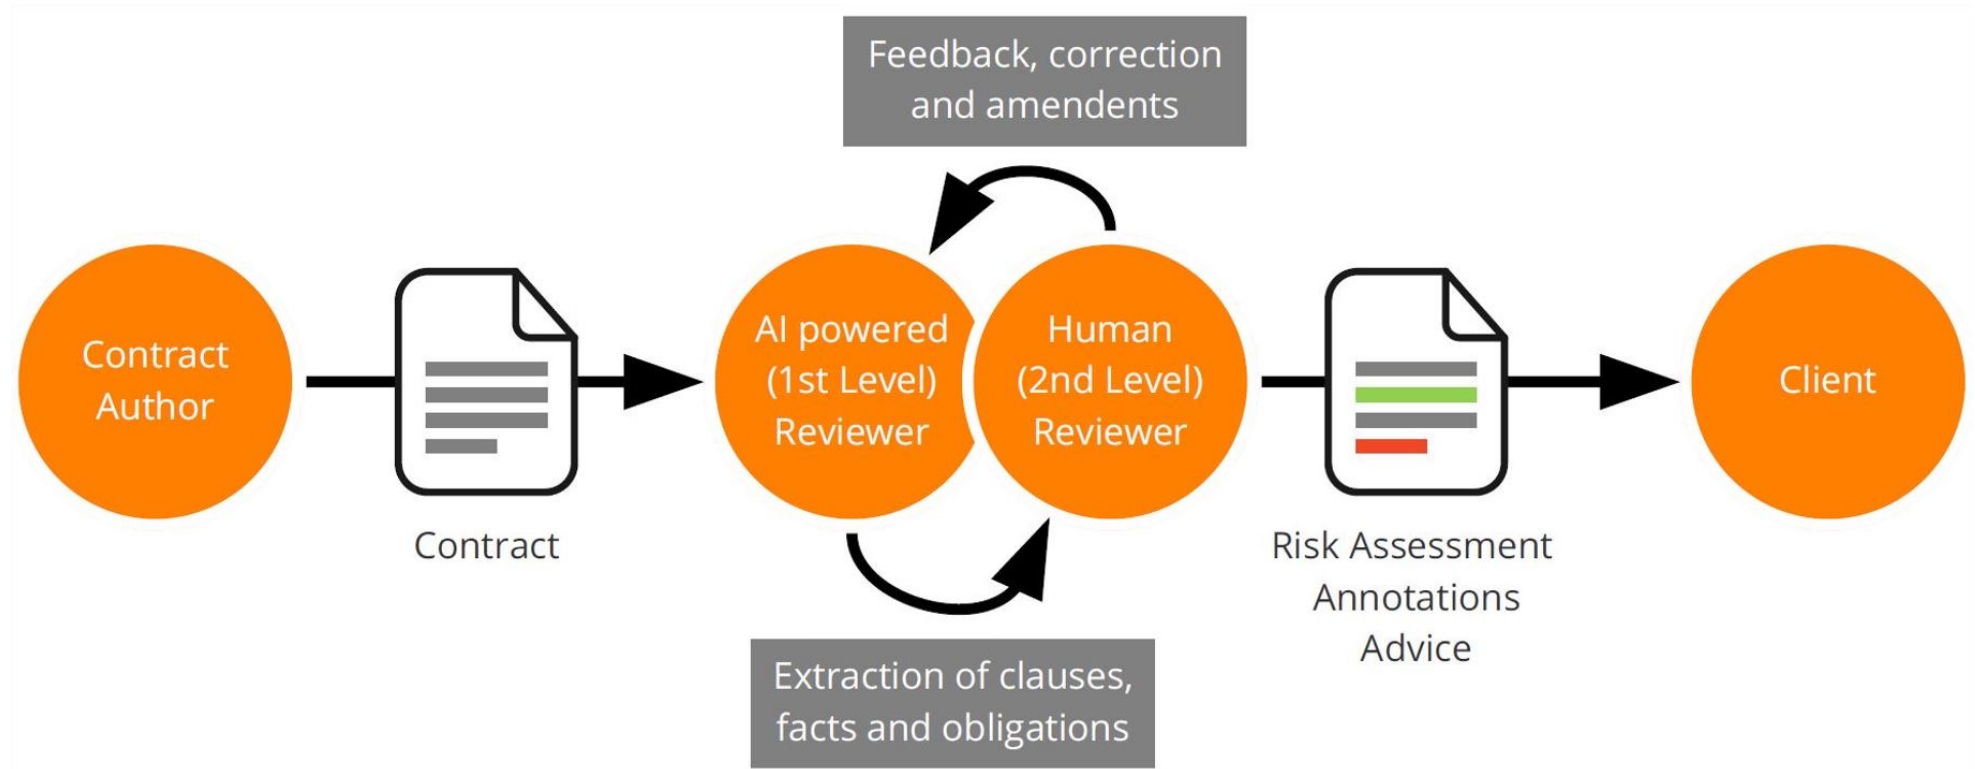 Feedback, correction
and amendents
Contract
Author
Contract
AI powered
(1st Level)
Reviewer
Human
(2nd Level)
Reviewer
Extraction of clauses,
facts and obligations
Risk Assessment
Annotations
Advice
Client